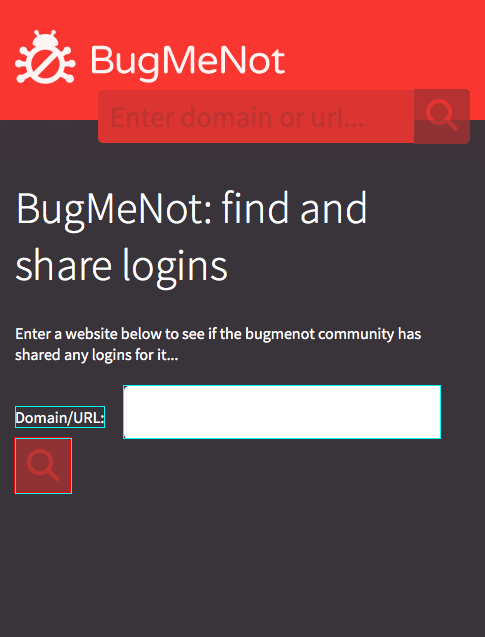 BugMeNot
Enter domain or url...
BugMeNot: find and
share logins
Enter a website below to see if the bugmenot community has
shared any logins for it...
Domain/URL: